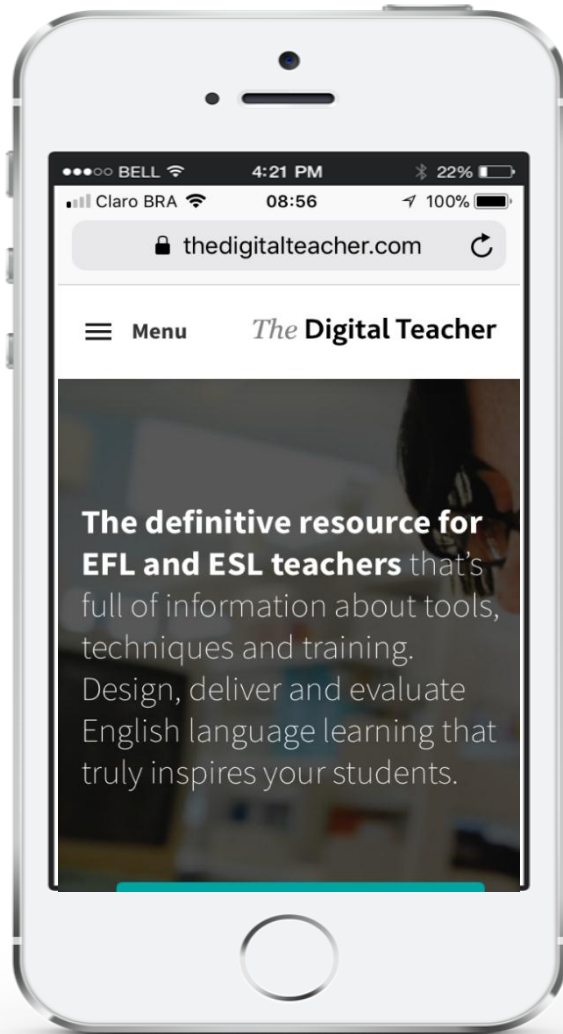 BELL 4:21 PM 22%
Claro BRA 08:56 100%
thedigitalteacher.com
Menu The Digital Teacher
The definitive resource for
EFL and ESL teachers that's
full of information about tools,
techniques and training.
Design, deliver and evaluate
English language learning that
truly inspires your students.